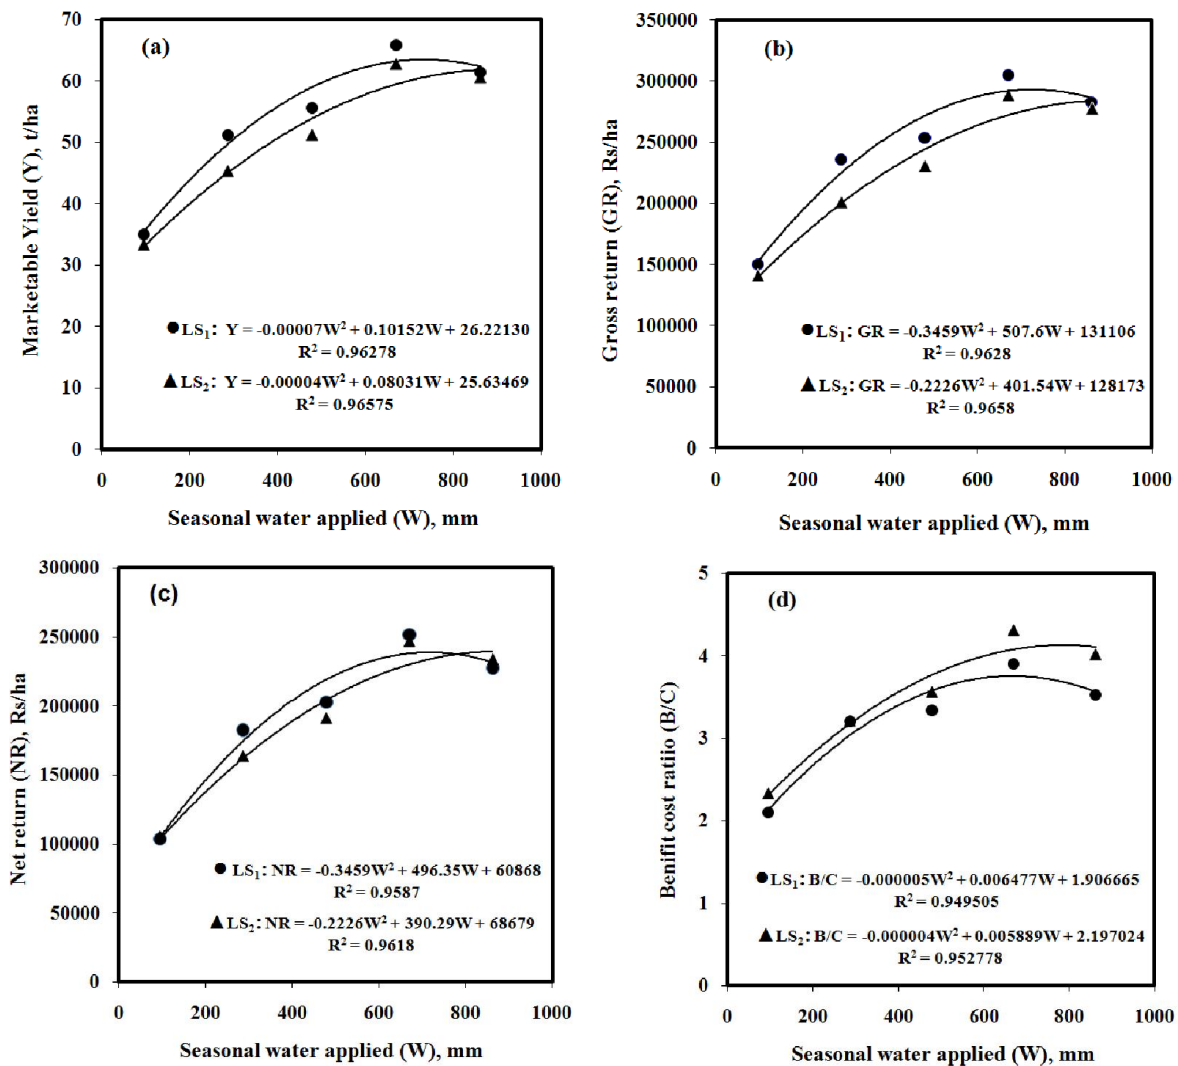 (a)
Marketable Yield (Y), t/ha
70
60
50
40
30
20
10
0
LS₁: Y = -0.00007W² + 0.10152W + 26.22130
R² = 0.96278
LS₂: Y = -0.00004W² + 0.08031W + 25.63469
R² = 0.96575
0 200 400 600 800 1000
Seasonal water applied (W), mm
(b)
Gross return (GR), Rs/ha
350000
300000
250000
200000
150000
100000
50000
0
LS₁: GR = -0.3459W² + 507.6W + 131106
R² = 0.9628
LS₂: GR = -0.2226W² + 401.54W + 128173
R² = 0.9658
0 200 400 600 800 1000
Seasonal water applied (W), mm
(c)
Net return (NR), Rs/ha
300000
250000
200000
150000
100000
50000
0
LS₁: NR = -0.3459W² + 496.35W + 60868
R² = 0.9587
LS₂: NR = -0.2226W² + 390.29W + 68679
R² = 0.9618
0 200 400 600 800 1000
Seasonal water applied (W), mm
(d)
Benifit cost ratiio (B/C)
5
4
3
2
1
0
LS₁: B/C = -0.000005W² + 0.006477W + 1.906665
R² = 0.949505
LS₂: B/C = -0.000004W² + 0.005889W + 2.197024
R² = 0.952778
0 200 400 600 800 1000
Seasonal water applied (W), mm